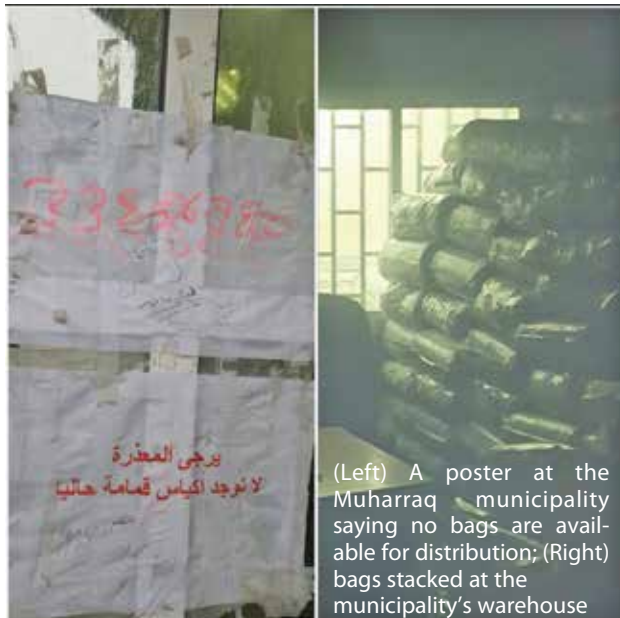 يرجى المعذرة
لا توجد اكياس قمامة حاليا
(Left) A poster at the
Muharraq municipality
saying no bags are avail-
able for distribution; (Right)
bags stacked at the
municipality's warehouse